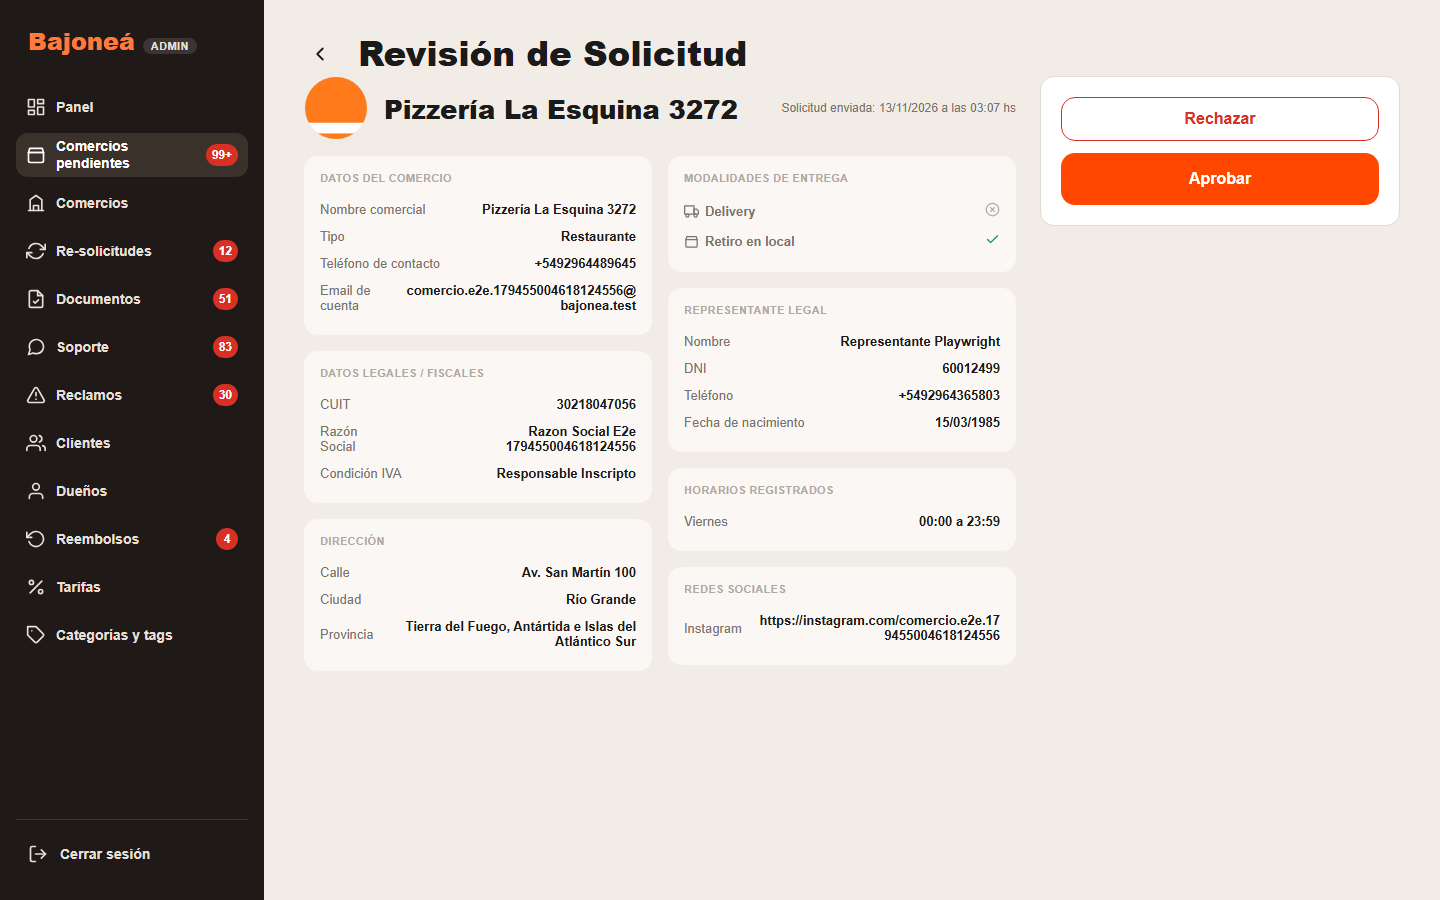 Bajoneá ADMIN
Panel
Comercios
pendientes
99+
Comercios
Re-solicitudes 12
Documentos 51
Soporte 83
Reclamos 30
Clientes
Dueños
Reembolsos 4
Tarifas
Categorías y tags
Cerrar sesión
Revisión de Solicitud
Pizzería La Esquina 3272
Solicitud enviada: 13/11/2026 a las 03:07 hs
DATOS DEL COMERCIO
Nombre comercial Pizzería La Esquina 3272
Tipo Restaurante
Teléfono de contacto +5492964489645
Email de
cuenta
comercio.e2e.179455004618124556@
bajonea.test
DATOS LEGALES / FISCALES
CUIT 30218047056
Razón
Social
Razon Social E2e
179455004618124556
Condición IVA Responsable Inscripto
DIRECCIÓN
Calle Av. San Martín 100
Ciudad Río Grande
Provincia
Tierra del Fuego, Antártida e Islas del
Atlántico Sur
MODALIDADES DE ENTREGA
Delivery
Retiro en local
REPRESENTANTE LEGAL
Nombre Representante Playwright
DNI 60012499
Teléfono +5492964365803
Fecha de nacimiento 15/03/1985
HORARIOS REGISTRADOS
Viernes 00:00 a 23:59
REDES SOCIALES
Instagram
https://instagram.com/comercio.e2e.17
9455004618124556
Rechazar
Aprobar